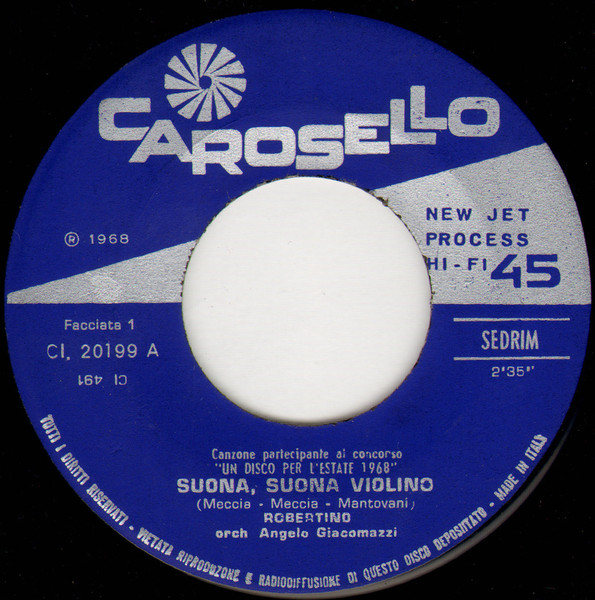 CAROSELLO
℗ 1968
NEW JET
PROCESS
HI-FI 45
Facciata 1
CI. 20199 A
CI 491
SEDRIM
2'35"
Canzone partecipante al concorso
"UN DISCO PER L'ESTATE 1968"
SUONA, SUONA VIOLINO
(Meccia - Meccia - Mantovani)
ROBERTINO
orch Angelo Giacomazzi
TUTTI I DIRITTI RISERVATI - VIETATA RIPRODUZIONE E RADIODIFFUSIONE DI QUESTO DISCO DEPOSITATO - MADE IN ITALY